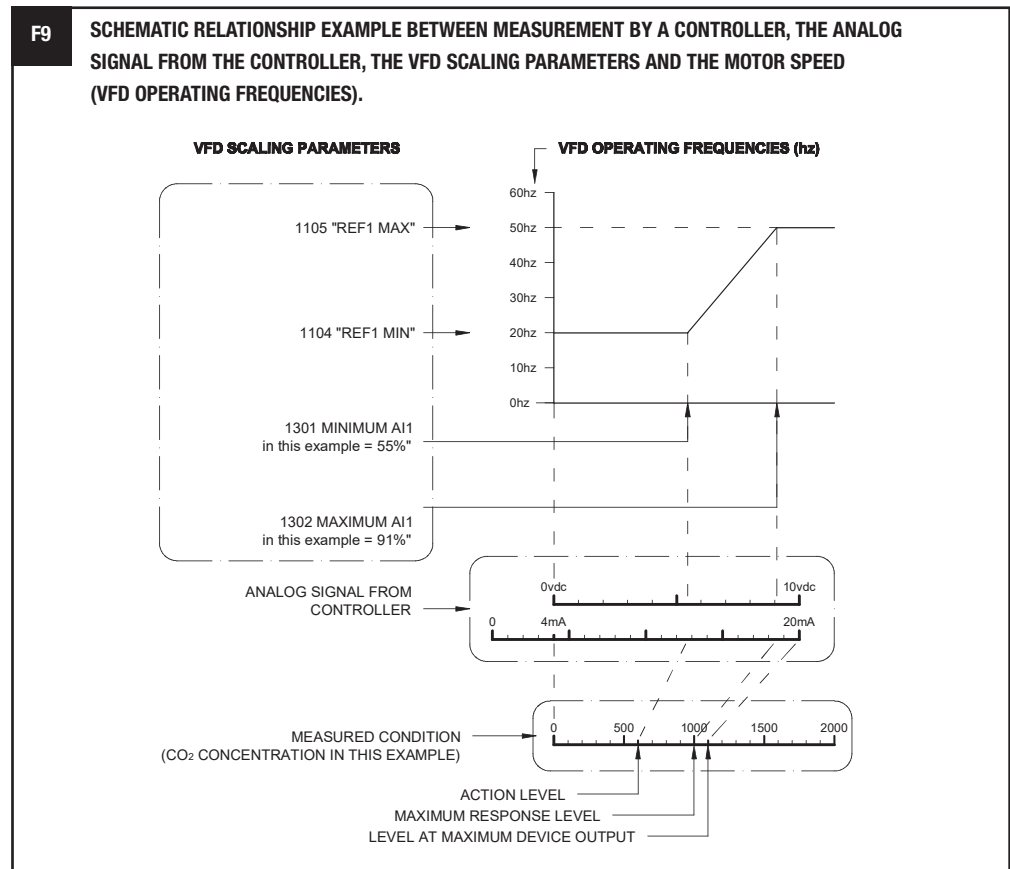 F9
SCHEMATIC RELATIONSHIP EXAMPLE BETWEEN MEASUREMENT BY A CONTROLLER, THE ANALOG
SIGNAL FROM THE CONTROLLER, THE VFD SCALING PARAMETERS AND THE MOTOR SPEED
(VFD OPERATING FREQUENCIES).
VFD SCALING PARAMETERS
VFD OPERATING FREQUENCIES (hz)
60hz
1105 "REF1 MAX"
50hz
40hz
30hz
1104 "REF1 MIN"
20hz
10hz
0hz
1301 MINIMUM AI1
in this example = 55%"
1302 MAXIMUM AI1
in this example = 91%"
ANALOG SIGNAL FROM
CONTROLLER
0vdc 10vdc
0 4mA 20mA
MEASURED CONDITION
(CO2 CONCENTRATION IN THIS EXAMPLE)
0 500 1000 1500 2000
ACTION LEVEL
MAXIMUM RESPONSE LEVEL
LEVEL AT MAXIMUM DEVICE OUTPUT